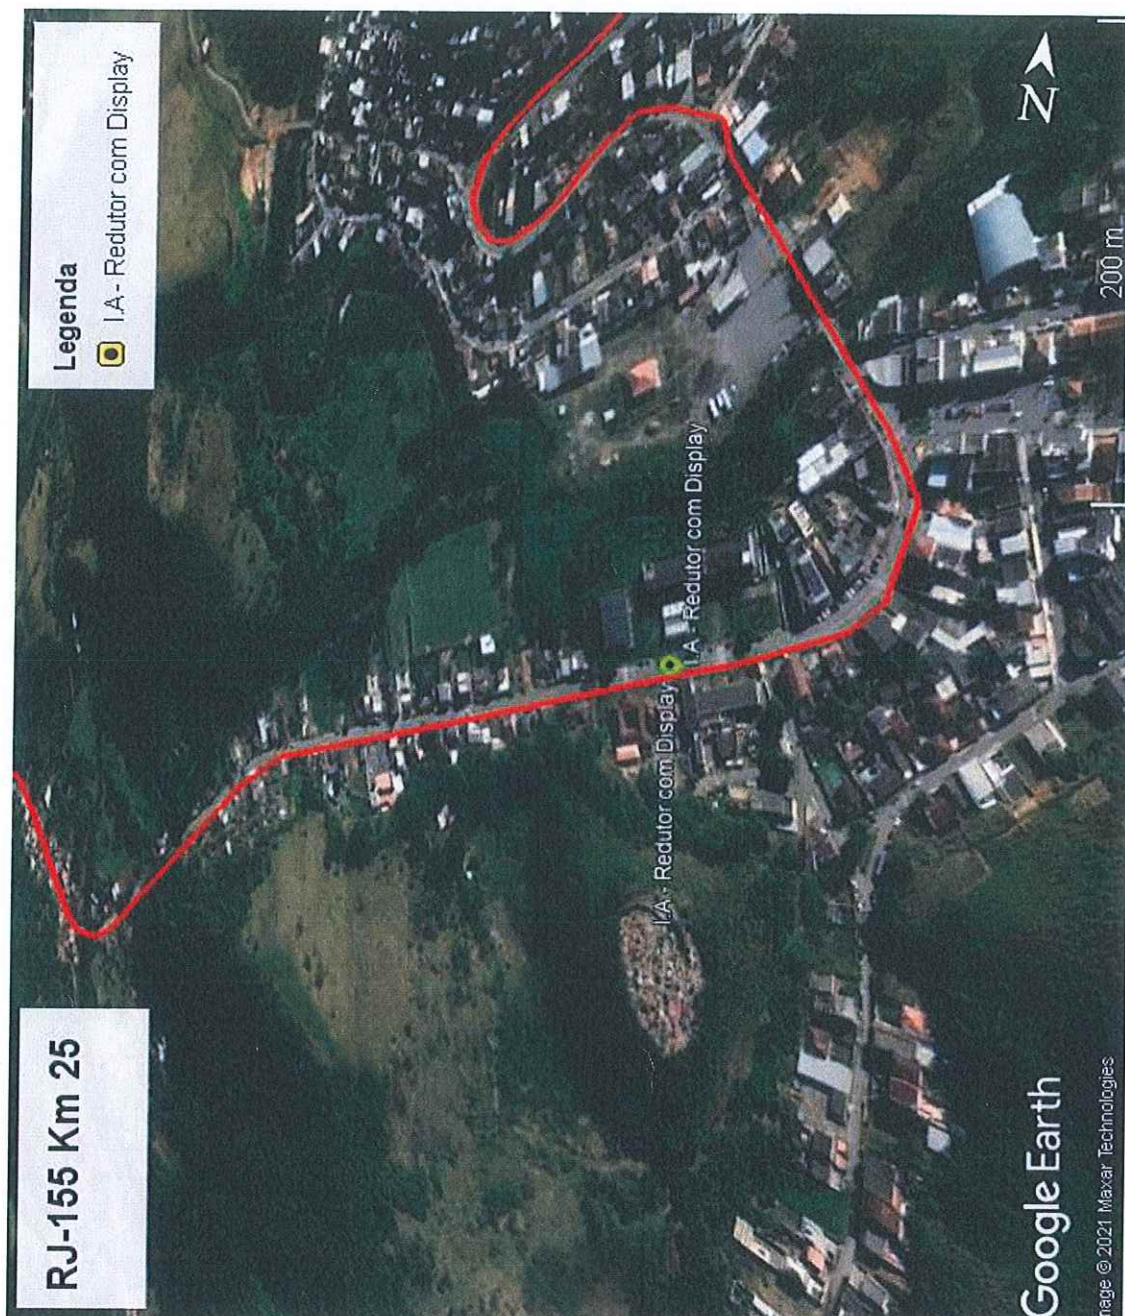 RJ-155 Km 25
Legenda
I.A - Redutor com Display
I.A - Redutor com Display
I.A - Redutor com Display
N
Google Earth
mage © 2021 Maxar Technologies
200 m